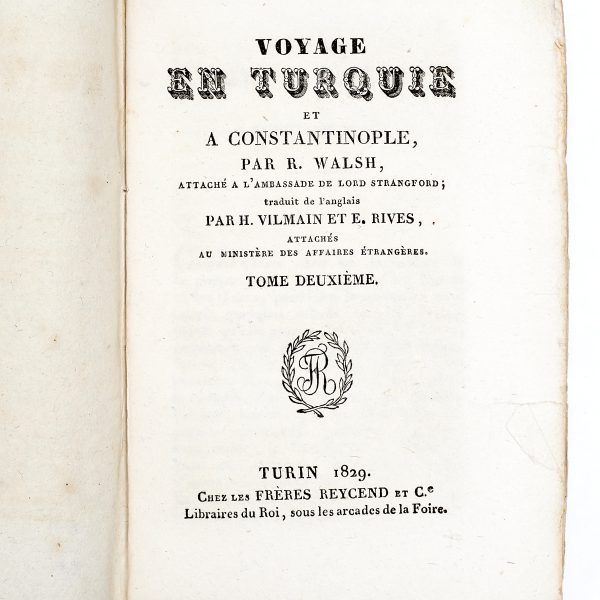 VOYAGE
EN TURQUIE
ET
A CONSTANTINOPLE,
PAR R. WALSH,
ATTACHÉ A L'AMBASSADE DE LORD STRANGFORD;
traduit de l'anglais
PAR H. VILMAIN ET E. RIVES,
ATTACHÉS
AU MINISTÈRE DES AFFAIRES ÉTRANGÈRES.
TOME DEUXIÈME.
FR
TURIN 1829.
CHEZ LES FRÈRES REYCEND ET C.e
Libraires du Roi, sous les arcades de la Foire.